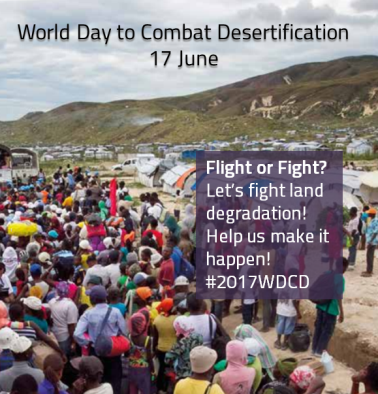 World Day to Combat Desertification
17 June
Flight or Fight?
Let's fight land
degradation!
Help us make it
happen!
#2017WDCD